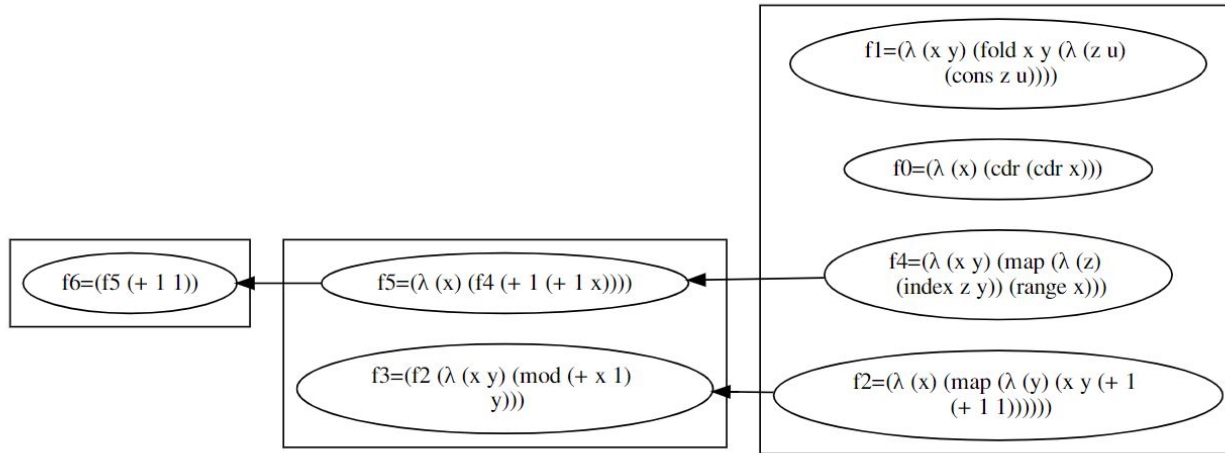 f1=(λ (x y) (fold x y (λ (z u)
(cons z u))))
f0=(λ (x) (cdr (cdr x)))
f6=(f5 (+ 1 1))
f5=(λ (x) (f4 (+ 1 (+ 1 x))))
f4=(λ (x y) (map (λ (z)
(index z y)) (range x)))
f3=(f2 (λ (x y) (mod (+ x 1)
y)))
f2=(λ (x) (map (λ (y) (x y (+ 1
(+ 1 1))))))